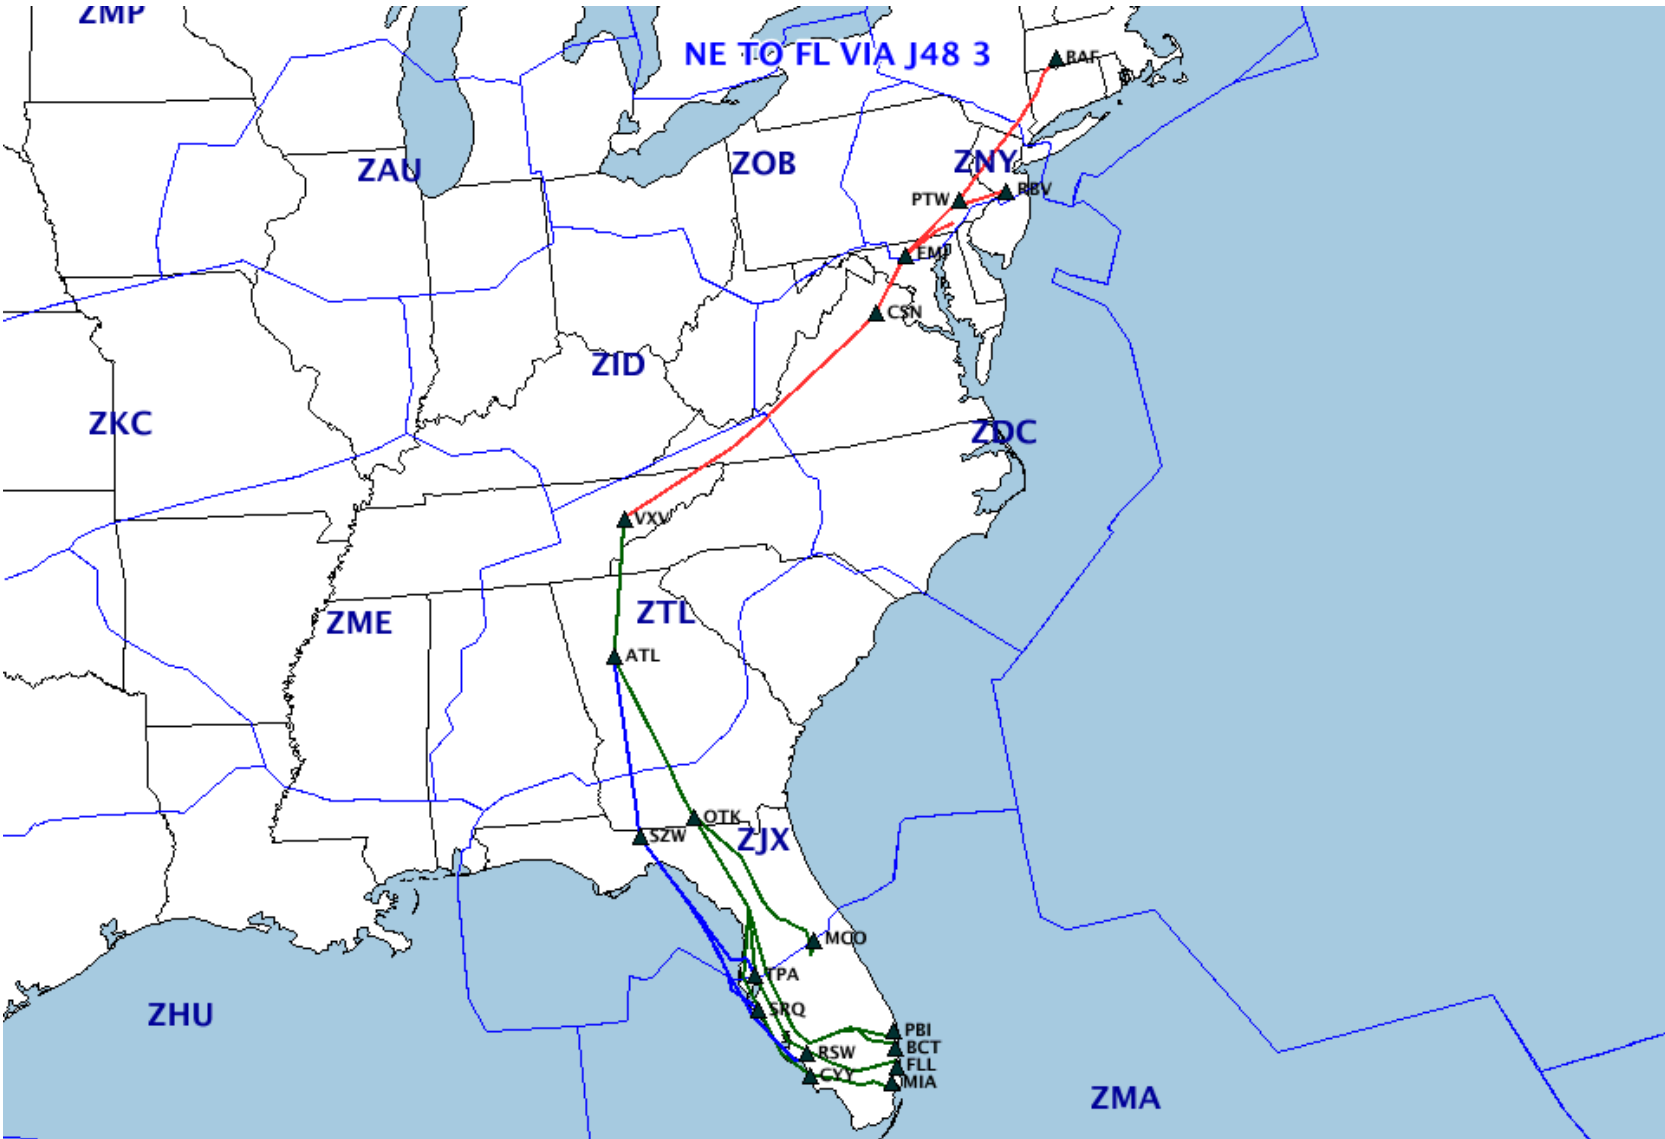 ZMP
NE TO FL VIA J48 3
BAF
ZAU
ZOB
ZNY
PTW
RBV
EMI
CSN
ZID
ZKC
ZDC
VXV
ZME
ZTL
ATL
OTK
SZW
ZJX
MCO
TPA
SRQ
ZHU
PBI
RSW
BCT
FLL
CYY
MIA
ZMA